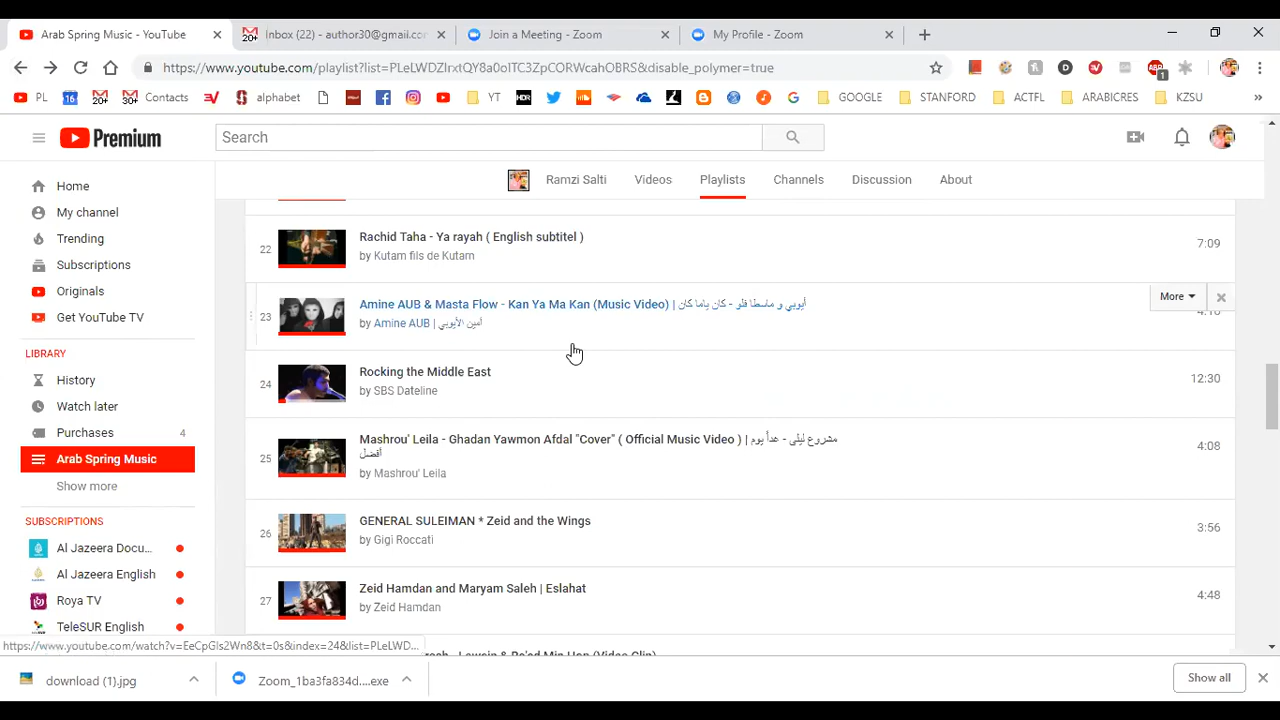 Arab Spring Music - YouTube
Inbox (22) - author30@gmail.cc
Join a Meeting - Zoom
My Profile - Zoom
https://www.youtube.com/playlist?list=PLeLWDZlrxtQY8a0oITC3ZpCORWcahOBRS&disable_polymer=true
PL
Contacts
alphabet
YT
GOOGLE
STANFORD
ACTFL
ARABICRES
KZSU
Premium
Search
Ramzi Salti
Videos
Playlists
Channels
Discussion
About
Home
My channel
Trending
Subscriptions
Originals
Get YouTube TV
LIBRARY
History
Watch later
Purchases 4
Arab Spring Music
Show more
SUBSCRIPTIONS
Al Jazeera Docu...
Al Jazeera English
Roya TV
TeleSUR English
22
Rachid Taha - Ya rayah ( English subtitel )
by Kutam fils de Kutam
7:09
23
Amine AUB & Masta Flow - Kan Ya Ma Kan (Music Video) | أيوبي و ماسطا فلو - كان ياما كان
by Amine AUB | أمين الأيوبي
More
24
Rocking the Middle East
by SBS Dateline
12:30
25
Mashrou' Leila - Ghadan Yawmon Afdal "Cover" ( Official Music Video ) | مشروع ليلى - غداً يوم
أفضل
by Mashrou' Leila
4:08
26
GENERAL SULEIMAN * Zeid and the Wings
by Gigi Roccati
3:56
27
Zeid Hamdan and Maryam Saleh | Eslahat
by Zeid Hamdan
4:48
https://www.youtube.com/watch?v=EeCpGls2Wn8&t=0s&index=24&list=PLeLWD...
download (1).jpg
Zoom_1ba3fa834d....exe
Show all